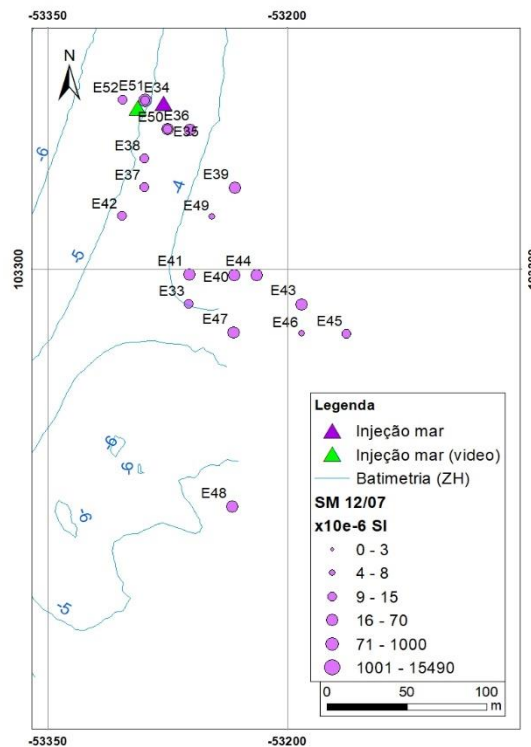 -53350 -53200
N
E52 E51 E34
E50 E36
E35
E38
E37
E39
E42
E49
-6
-5
-4
103300
103300
E41
E44
E40
E33
E43
E47
E46 E45
-6
-6
-6
E48
-5
Legenda
Injeção mar
Injeção mar (video)
Batimetria (ZH)
SM 12/07
x10e-6 SI
0 - 3
4 - 8
9 - 15
16 - 70
71 - 1000
1001 - 15490
0 50 100
m
-53350 -53200